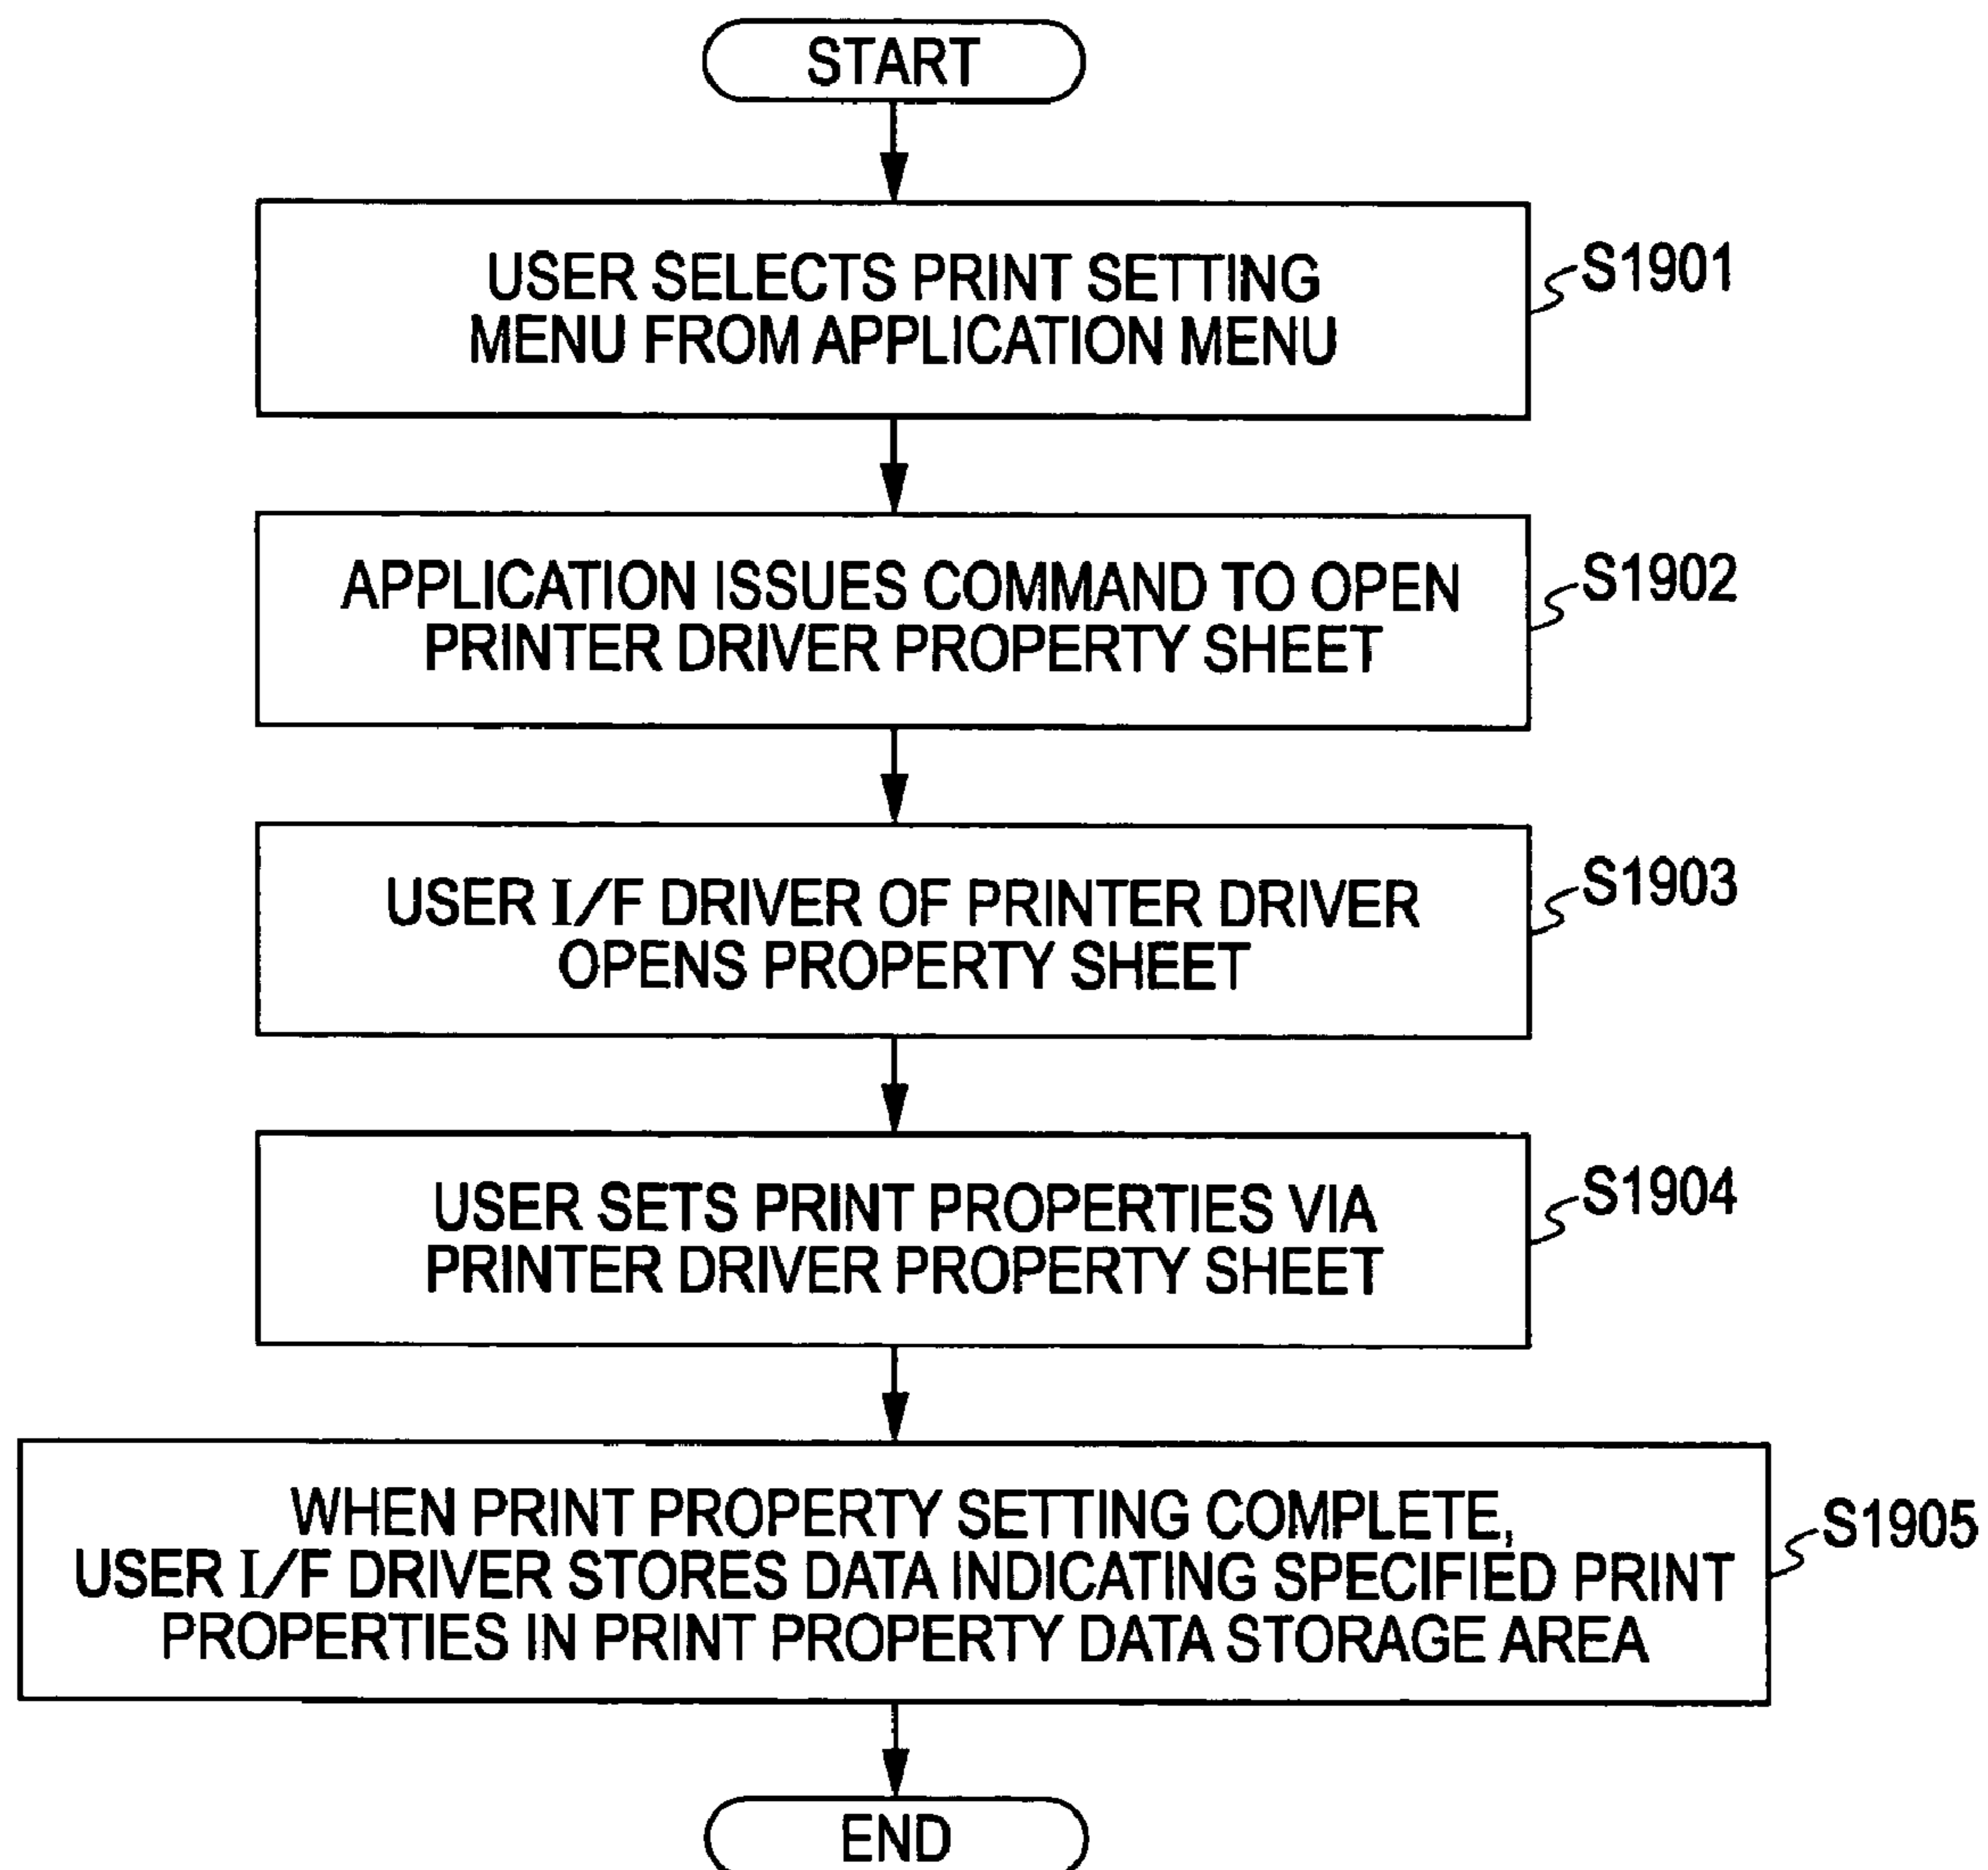 START
USER SELECTS PRINT SETTING
MENU FROM APPLICATION MENU
S1901
APPLICATION ISSUES COMMAND TO OPEN
PRINTER DRIVER PROPERTY SHEET
S1902
USER I/F DRIVER OF PRINTER DRIVER
OPENS PROPERTY SHEET
S1903
USER SETS PRINT PROPERTIES VIA
PRINTER DRIVER PROPERTY SHEET
S1904
WHEN PRINT PROPERTY SETTING COMPLETE,
USER I/F DRIVER STORES DATA INDICATING SPECIFIED PRINT
PROPERTIES IN PRINT PROPERTY DATA STORAGE AREA
S1905
END